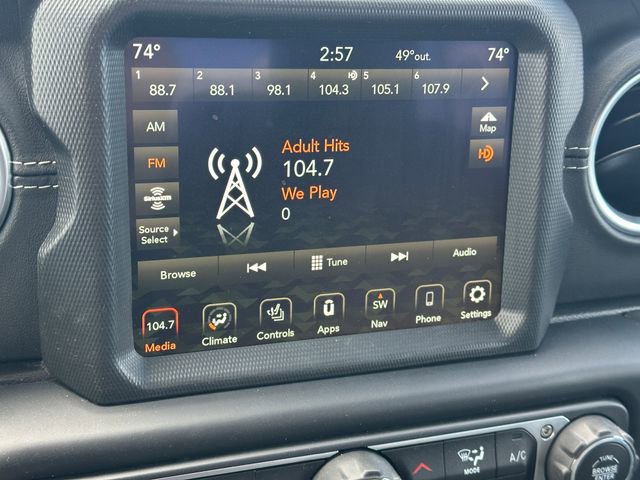 74° 2:57 49°out. 74°
1 2 3 4 5 6
88.7 88.1 98.1 104.3 105.1 107.9
AM
FM
SiriusXM
Source
Select
Adult Hits
104.7
We Play
0
Map
Browse Tune Audio
104.7 SW
Media Climate Controls Apps Nav Phone Settings
MODE A/C
TUNE
BROWSE
ENTER